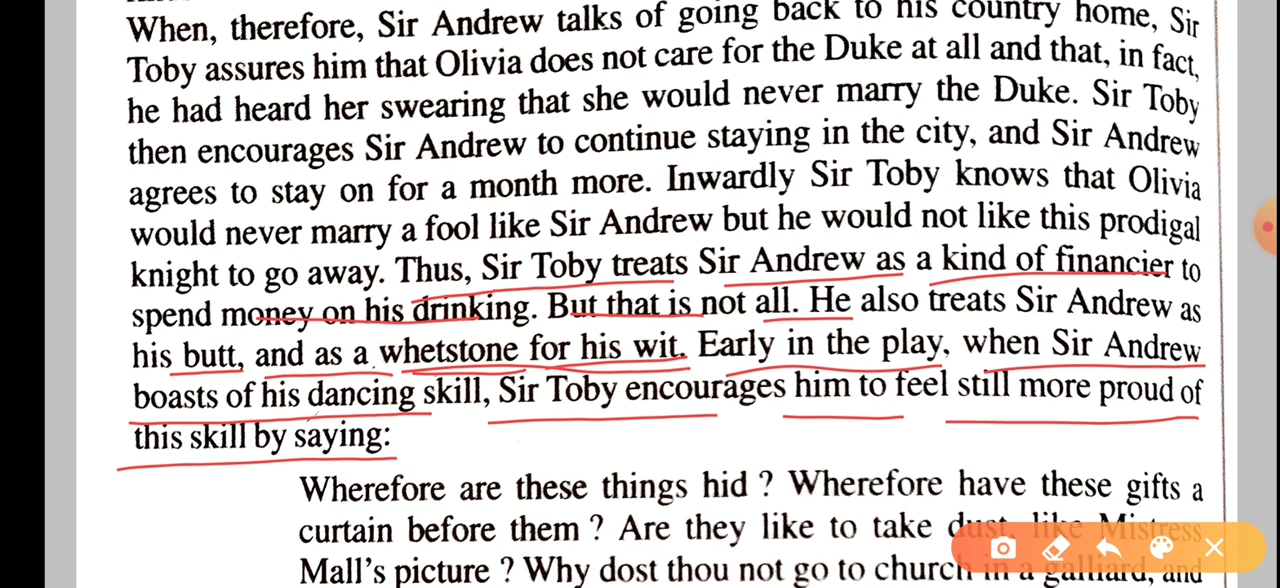 When, therefore, Sir Andrew talks of going back to his country home, Sir
Toby assures him that Olivia does not care for the Duke at all and that, in fact,
he had heard her swearing that she would never marry the Duke. Sir Toby
then encourages Sir Andrew to continue staying in the city, and Sir Andrew
agrees to stay on for a month more. Inwardly Sir Toby knows that Olivia
would never marry a fool like Sir Andrew but he would not like this prodigal
knight to go away. Thus, Sir Toby treats Sir Andrew as a kind of financier to
spend money on his drinking. But that is not all. He also treats Sir Andrew as
his butt, and as a whetstone for his wit. Early in the play, when Sir Andrew
boasts of his dancing skill, Sir Toby encourages him to feel still more proud of
this skill by saying:
Wherefore are these things hid ? Wherefore have these gifts a
curtain before them ? Are they like to take dust, like Mistress
Mall's picture ? Why dost thou not go to church in a galliard, and